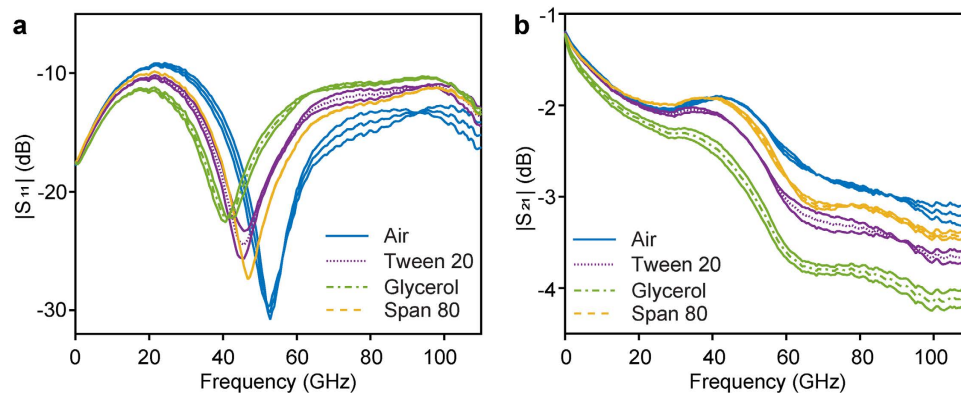 a
-10
-20
-30
|S₁₁| (dB)
Air
Tween 20
Glycerol
Span 80
0 20 40 60 80 100
Frequency (GHz)
b
-1
-2
-3
-4
|S₂₁| (dB)
Air
Tween 20
Glycerol
Span 80
0 20 40 60 80 100
Frequency (GHz)